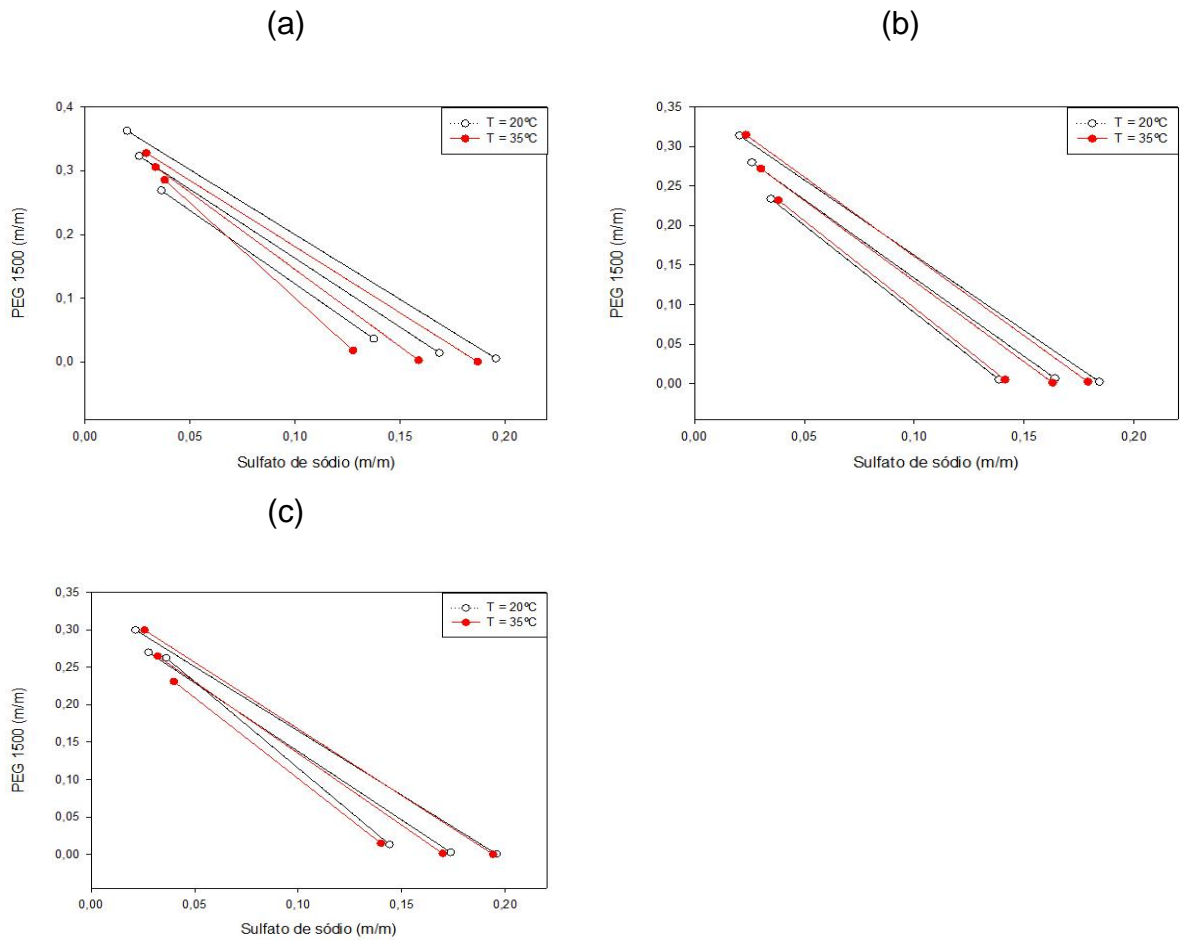 (a)
0,4
0,3
0,2
0,1
0,0
PEG 1500 (m/m)
T = 20ºC
T = 35ºC
0,00 0,05 0,10 0,15 0,20
Sulfato de sódio (m/m)
(b)
0,35
0,30
0,25
0,20
0,15
0,10
0,05
0,00
PEG 1500 (m/m)
T = 20ºC
T = 35ºC
0,00 0,05 0,10 0,15 0,20
Sulfato de sódio (m/m)
(c)
0,35
0,30
0,25
0,20
0,15
0,10
0,05
0,00
PEG 1500 (m/m)
T = 20ºC
T = 35ºC
0,00 0,05 0,10 0,15 0,20
Sulfato de sódio (m/m)